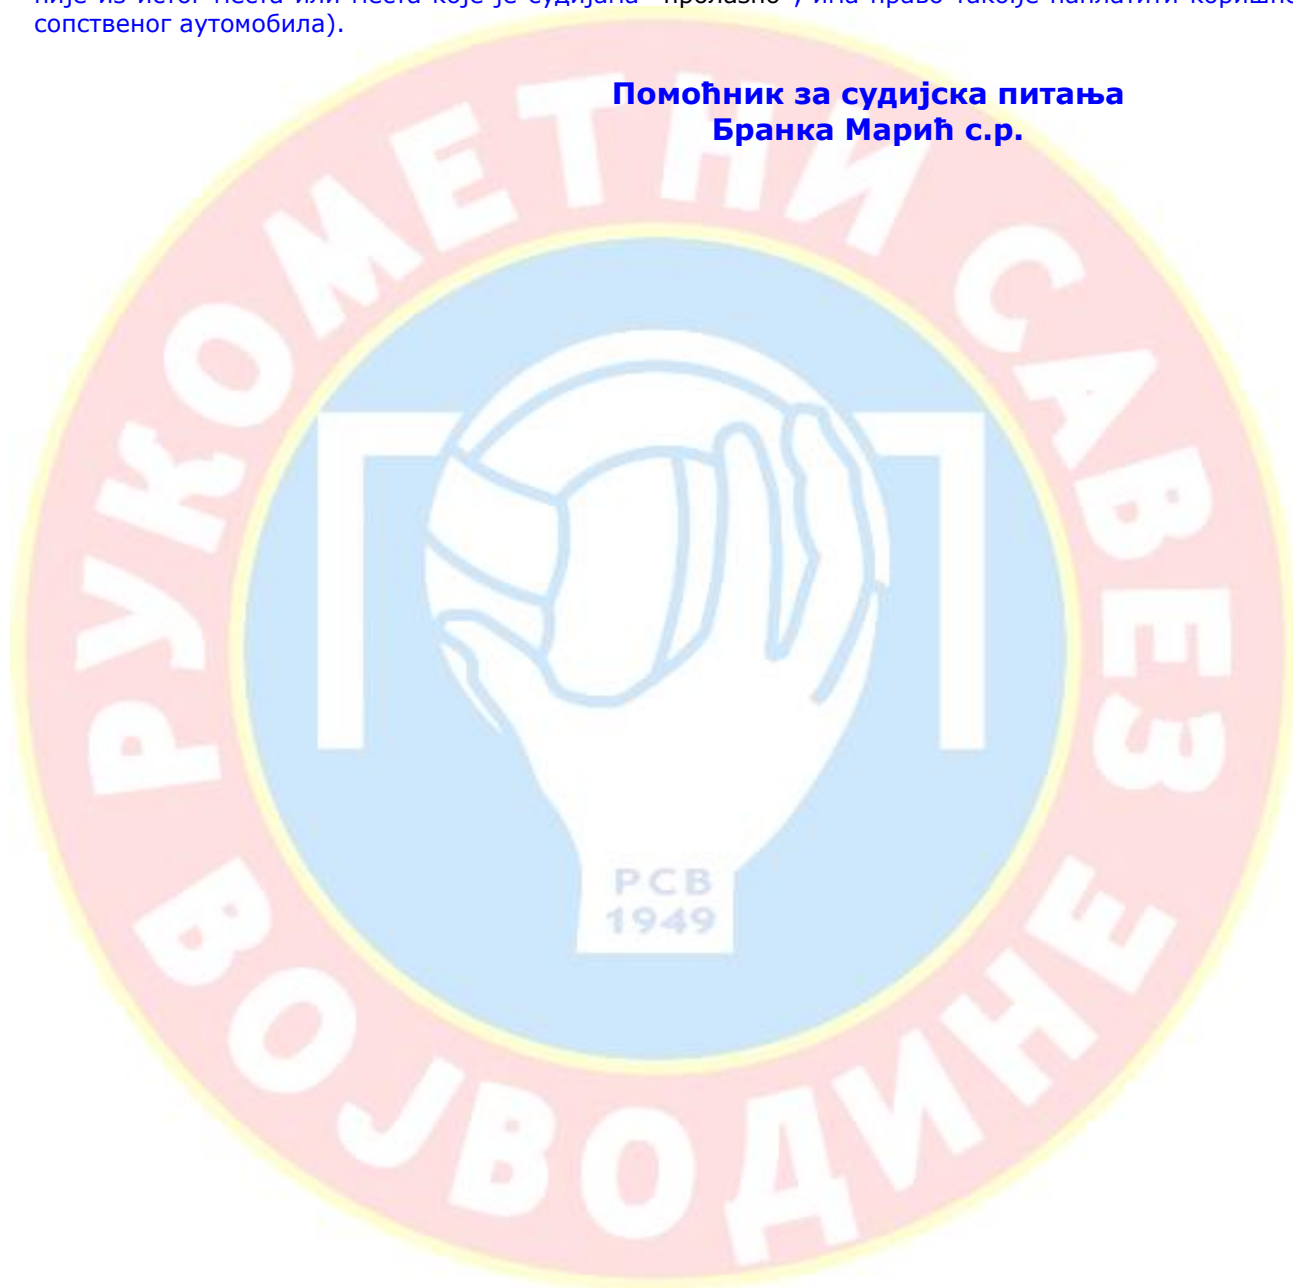 сопственог аутомобила).
Помоћник за судијска питања
Бранка Марић с.р.
РУКОМЕТНИ САВЕЗ
ВОЈВОДИНЕ
РСВ
1949